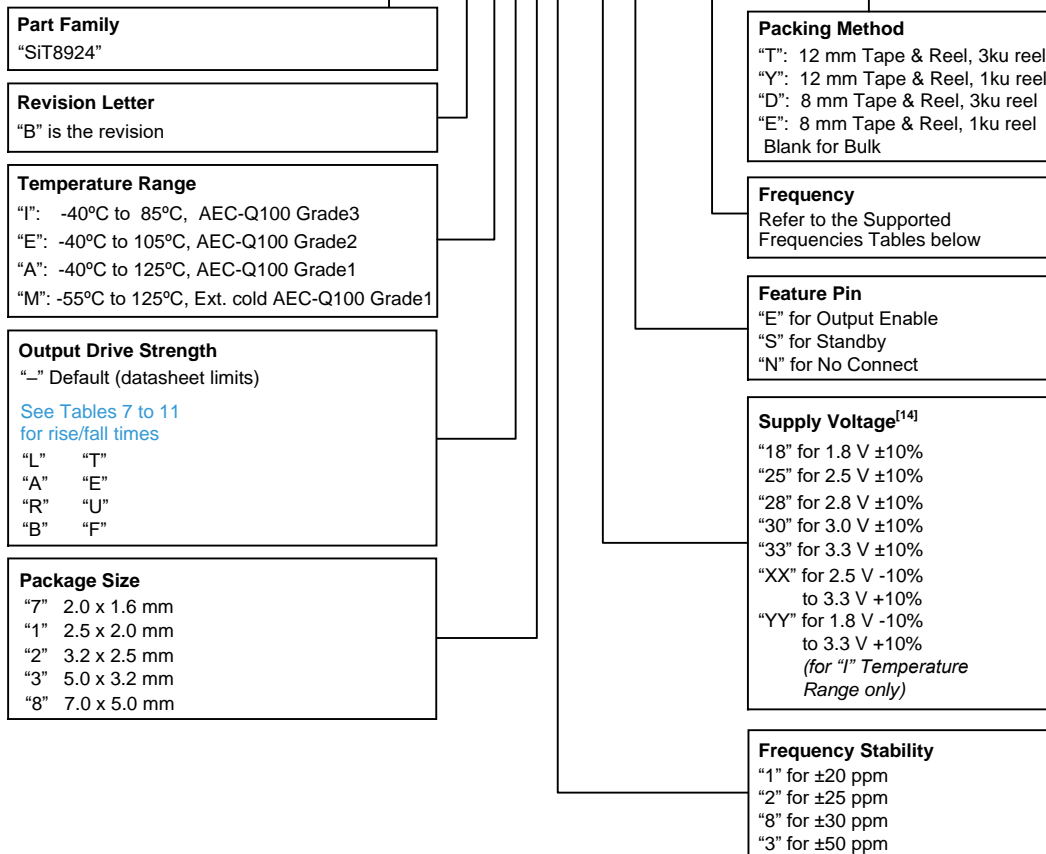 Part Family
“SiT8924”
Revision Letter
“B” is the revision
Temperature Range
“I”: -40ºC to 85ºC, AEC-Q100 Grade3
“E”: -40ºC to 105ºC, AEC-Q100 Grade2
“A”: -40ºC to 125ºC, AEC-Q100 Grade1
“M”: -55ºC to 125ºC, Ext. cold AEC-Q100 Grade1
Output Drive Strength
“–” Default (datasheet limits)
See Tables 7 to 11
for rise/fall times
“L” “T”
“A” “E”
“R” “U”
“B” “F”
Package Size
“7” 2.0 x 1.6 mm
“1” 2.5 x 2.0 mm
“2” 3.2 x 2.5 mm
“3” 5.0 x 3.2 mm
“8” 7.0 x 5.0 mm
Packing Method
“T”: 12 mm Tape & Reel, 3ku reel
“Y”: 12 mm Tape & Reel, 1ku reel
“D”: 8 mm Tape & Reel, 3ku reel
“E”: 8 mm Tape & Reel, 1ku reel
Blank for Bulk
Frequency
Refer to the Supported
Frequencies Tables below
Feature Pin
“E” for Output Enable
“S” for Standby
“N” for No Connect
Supply Voltage[14]
“18” for 1.8 V ±10%
“25” for 2.5 V ±10%
“28” for 2.8 V ±10%
“30” for 3.0 V ±10%
“33” for 3.3 V ±10%
“XX” for 2.5 V -10%
to 3.3 V +10%
“YY” for 1.8 V -10%
to 3.3 V +10%
(for “I” Temperature
Range only)
Frequency Stability
“1” for ±20 ppm
“2” for ±25 ppm
“8” for ±30 ppm
“3” for ±50 ppm